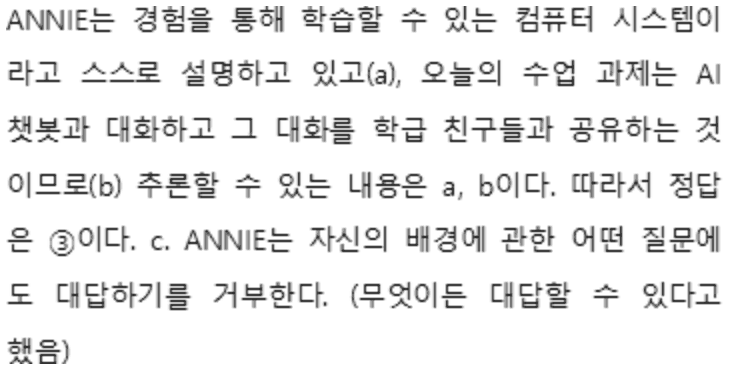 ANNIE는 경험을 통해 학습할 수 있는 컴퓨터 시스템이
라고 스스로 설명하고 있고(a), 오늘의 수업 과제는 AI
챗봇과 대화하고 그 대화를 학급 친구들과 공유하는 것
이므로(b) 추론할 수 있는 내용은 a, b이다. 따라서 정답
은 ③이다. c. ANNIE는 자신의 배경에 관한 어떤 질문에
도 대답하기를 거부한다. (무엇이든 대답할 수 있다고
했음)